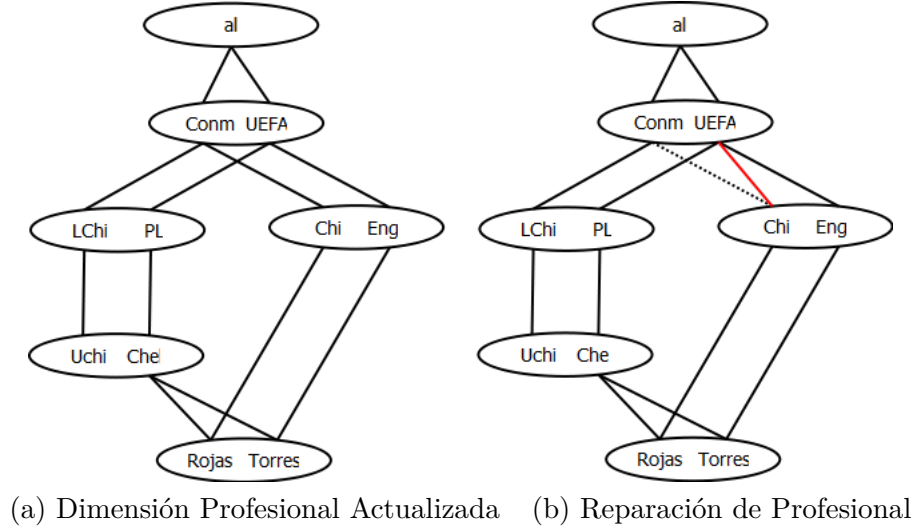 al al
Conm UEFA Conm UEFA
LChi PL Chi Eng LChi PL Chi Eng
Uchi Che Uchi Che
Rojas Torres Rojas Torres
(a) Dimensión Profesional Actualizada (b) Reparación de Profesional